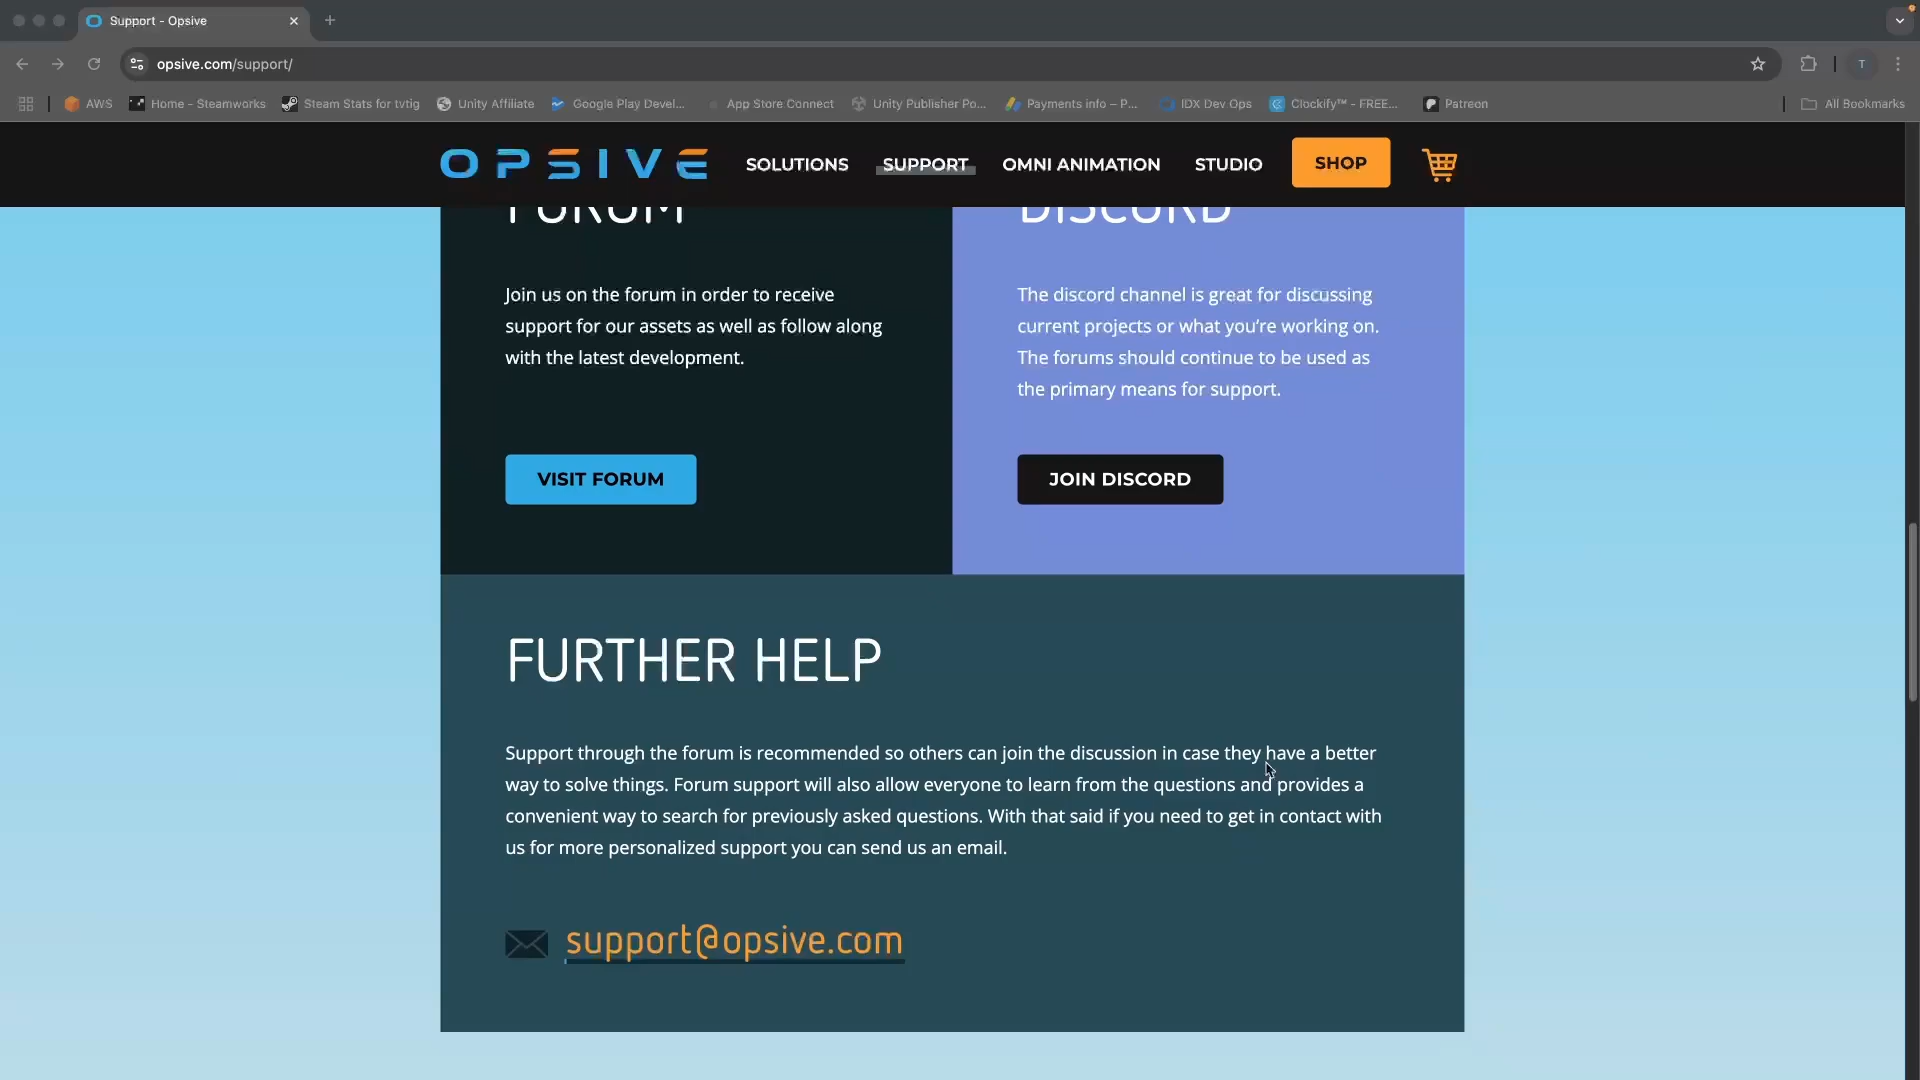 Support - Opsive
opsive.com/support/
AWS
Home - Steamworks
Steam Stats for tvtig
Unity Affiliate
Google Play Devel...
App Store Connect
Unity Publisher Po...
Payments info – P...
IDX Dev Ops
Clockify™ - FREE...
Patreon
All Bookmarks
T
OPSIVE
SOLUTIONS
SUPPORT
OMNI ANIMATION
STUDIO
SHOP
FORUM
Join us on the forum in order to receive
support for our assets as well as follow along
with the latest development.
VISIT FORUM
DISCORD
The discord channel is great for discussing
current projects or what you’re working on.
The forums should continue to be used as
the primary means for support.
JOIN DISCORD
FURTHER HELP
Support through the forum is recommended so others can join the discussion in case they have a better
way to solve things. Forum support will also allow everyone to learn from the questions and provides a
convenient way to search for previously asked questions. With that said if you need to get in contact with
us for more personalized support you can send us an email.
support@opsive.com